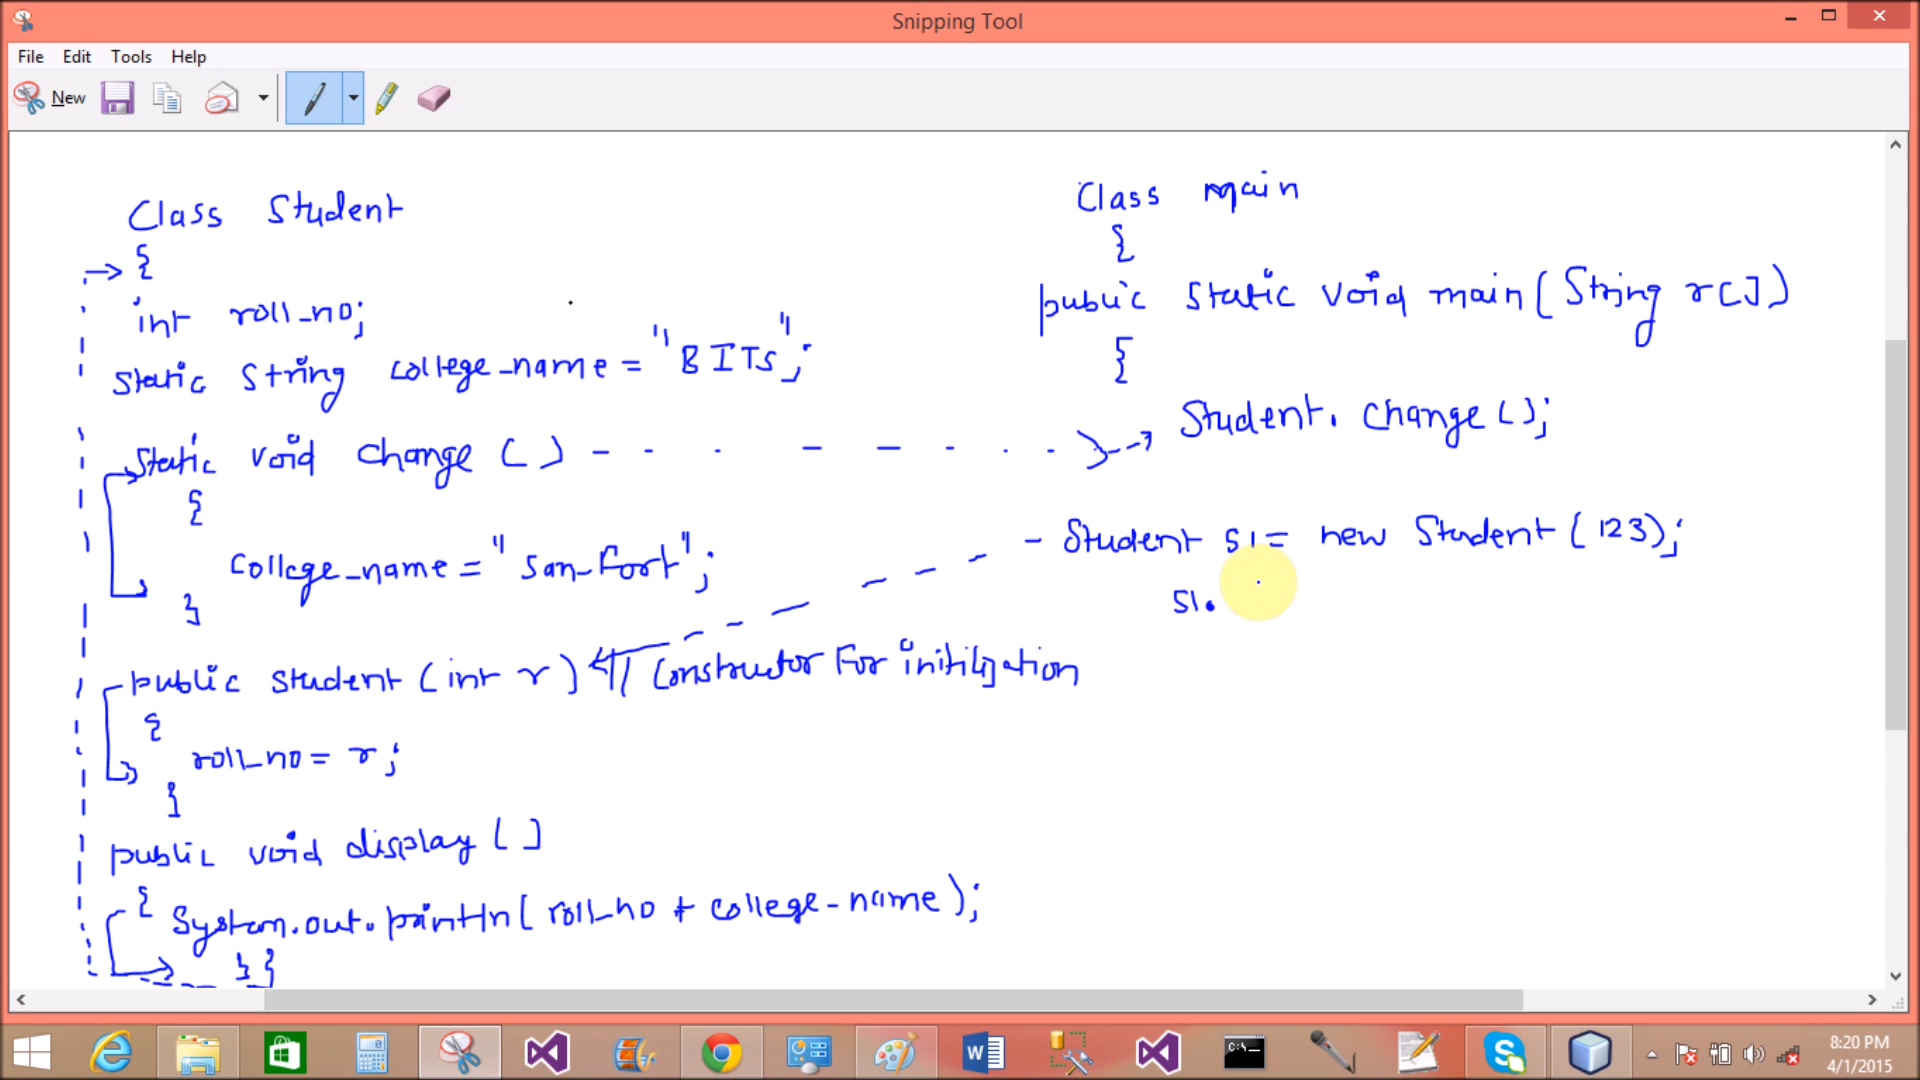 Snipping Tool
File Edit Tools Help
New
Class Student
{
int roll_no;
Static String college_name = "BITS";
Static void change ( )
{
college_name = "San-Fort";
}
public student (int r) // Constructor For initilization
{
roll_no = r;
}
public void display ( )
{ System.out.println( roll_no + college-name );
} }
Class main
{
public static void main( String r[])
{
Student. change ( );
Student s1 = new Student ( 123);
s1.
C:\_
8:20 PM
4/1/2015